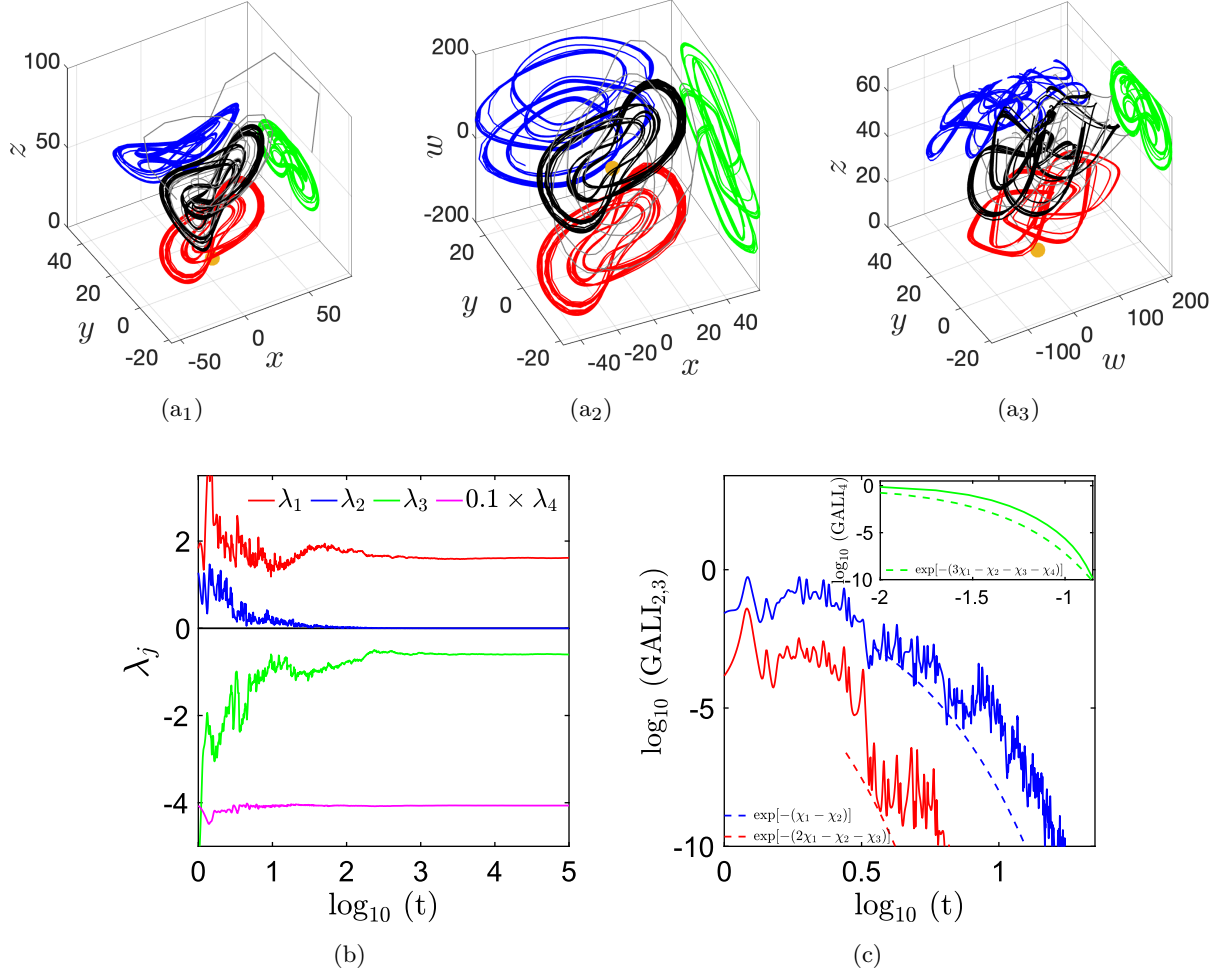 100
50
0
z
40
20
0
-20
y
-50
0
50
x
(a₁)
200
0
-200
w
20
0
-20
y
-40
-20
0
20
40
x
(a₂)
60
40
20
0
z
40
20
0
-20
y
-100
0
100
200
w
(a₃)
λ₁ λ₂ λ₃ 0.1 × λ₄
2
0
-2
-4
λⱼ
0 1 2 3 4 5
log₁₀ (t)
(b)
0
-5
-10
log₁₀ (GALI₂,₃)
exp[−(χ₁ − χ₂)]
exp[−(2χ₁ − χ₂ − χ₃)]
0 0.5 1
log₁₀ (t)
0
-5
-10
log₁₀ (GALI₄)
exp[−(3χ₁ − χ₂ − χ₃ − χ₄)]
-2 -1.5 -1
(c)